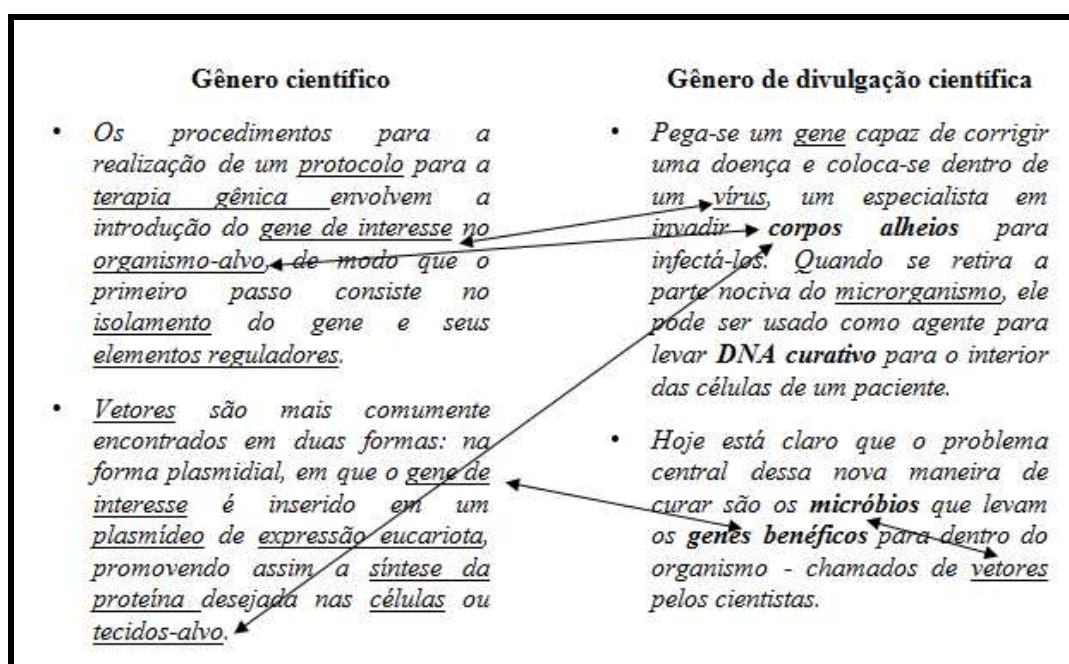 Gênero científico
• Os procedimentos para a
realização de um protocolo para a
terapia gênica envolvem a
introdução do gene de interesse no
organismo-alvo, de modo que o
primeiro passo consiste no
isolamento do gene e seus
elementos reguladores.
• Vetores são mais comumente
encontrados em duas formas: na
forma plasmidial, em que o gene de
interesse é inserido em um
plasmídeo de expressão eucariota,
promovendo assim a síntese da
proteína desejada nas células ou
tecidos-alvo.
Gênero de divulgação científica
• Pega-se um gene capaz de corrigir
uma doença e coloca-se dentro de
um vírus, um especialista em
invadir corpos alheios para
infectá-los. Quando se retira a
parte nociva do microrganismo, ele
pode ser usado como agente para
levar DNA curativo para o interior
das células de um paciente.
• Hoje está claro que o problema
central dessa nova maneira de
curar são os micróbios que levam
os genes benéficos para dentro do
organismo - chamados de vetores
pelos cientistas.